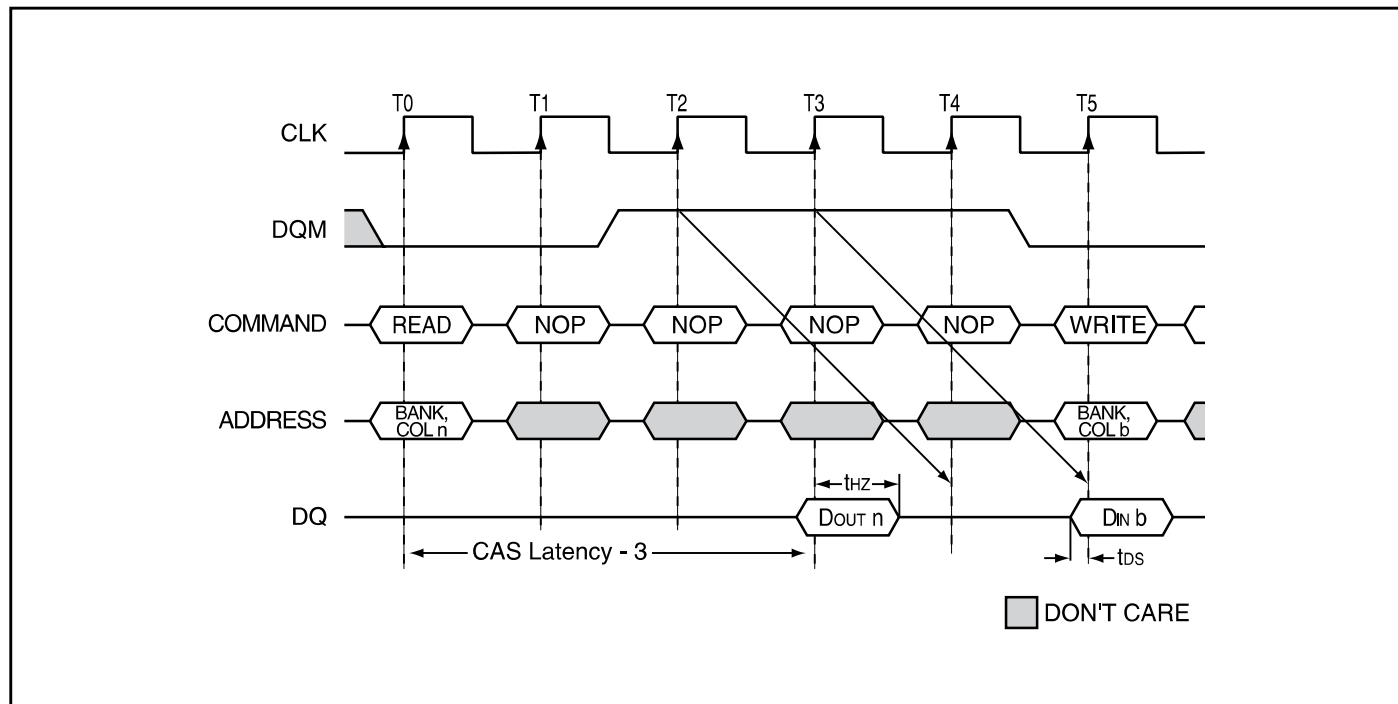 T0 T1 T2 T3 T4 T5
CLK
DQM
COMMAND READ NOP NOP NOP NOP WRITE
ADDRESS BANK, COL n BANK, COL b
tHZ
DQ DOUT n DIN b
CAS Latency - 3 tDS
DON'T CARE